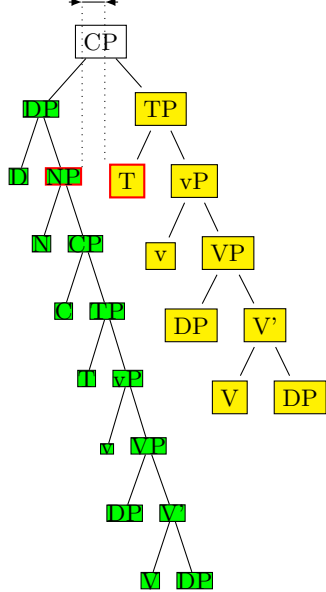 CP
DP TP
D NP T vP
N CP v VP
C TP DP V'
T vP V DP
v VP
DP V'
V DP